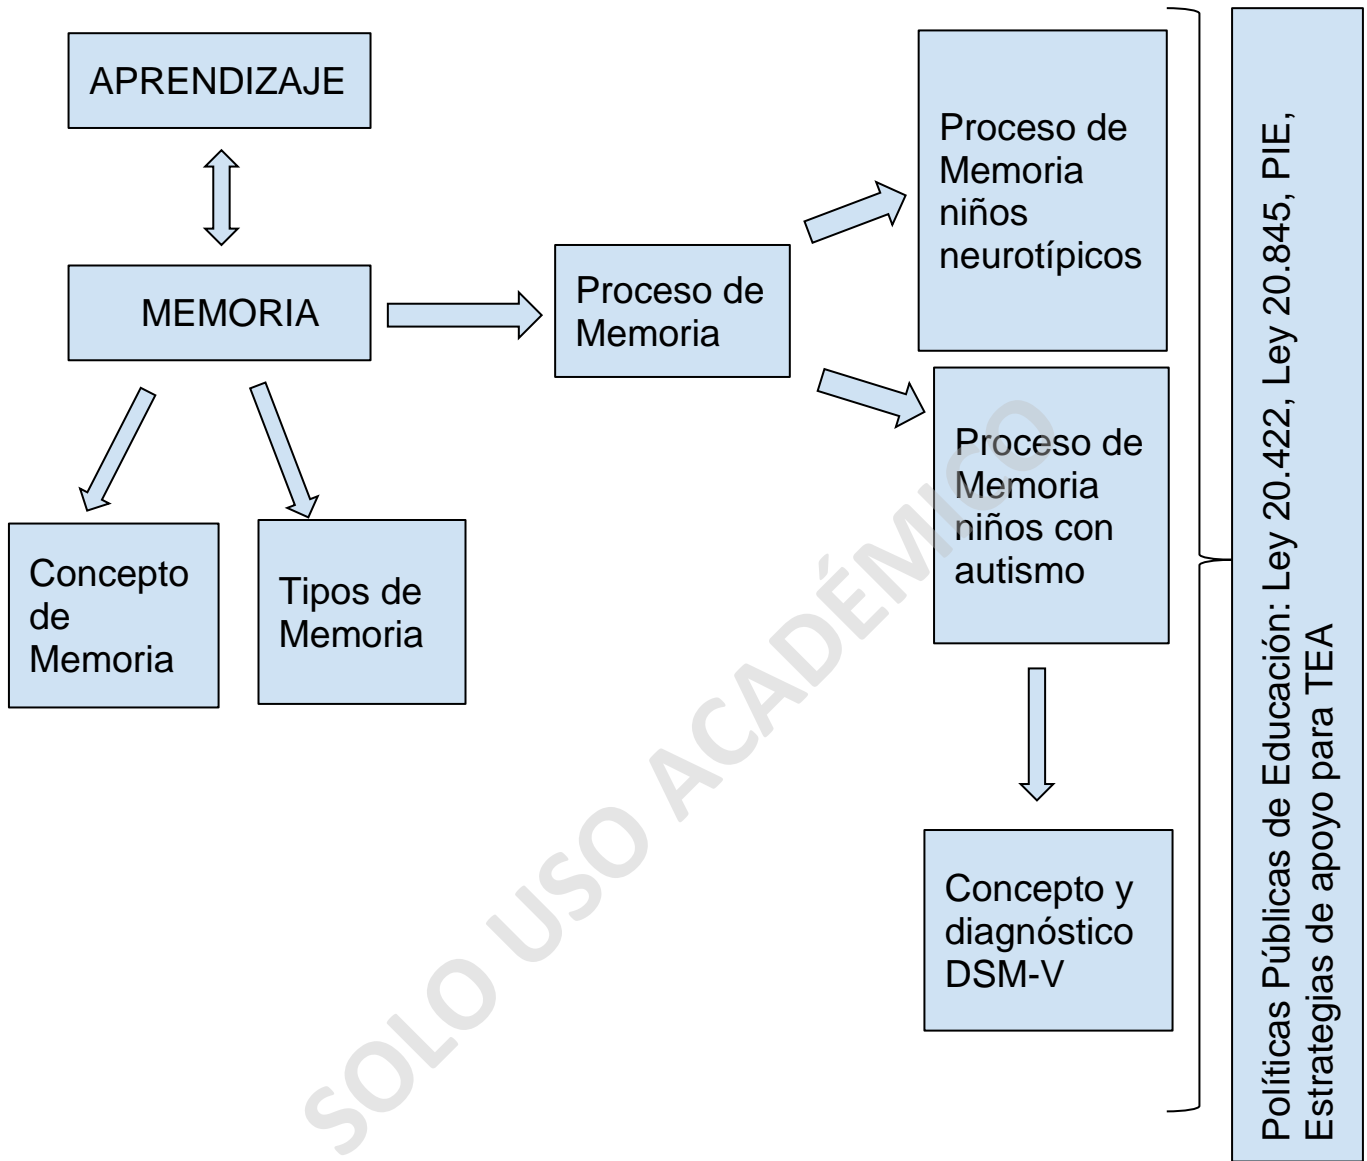 APRENDIZAJE
MEMORIA
Concepto
de
Memoria
Tipos de
Memoria
Proceso de
Memoria
Proceso de
Memoria
niños
neurotípicos
Proceso de
Memoria
niños con
autismo
Concepto y
diagnóstico
DSM-V
Políticas Públicas de Educación: Ley 20.422, Ley 20.845, PIE,
Estrategias de apoyo para TEA
SOLO USO ACADÉMICO